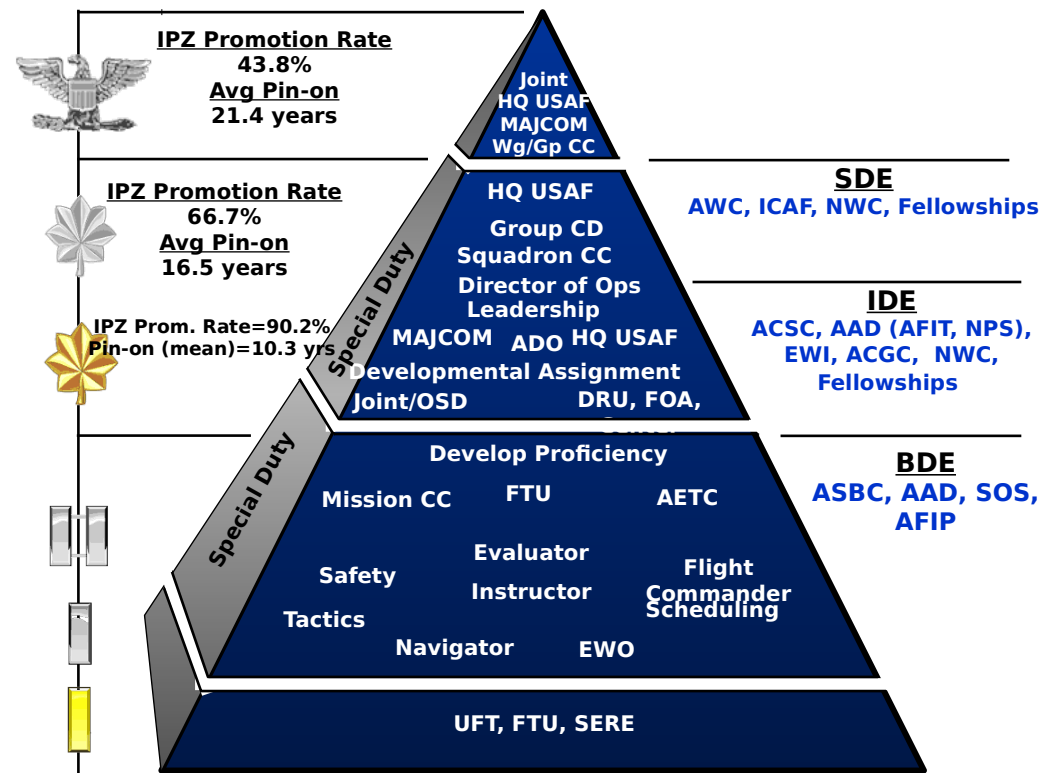 IPZ Promotion Rate
43.8%
Avg Pin-on
21.4 years
IPZ Promotion Rate
66.7%
Avg Pin-on
16.5 years
IPZ Prom. Rate=90.2%
Pin-on (mean)=10.3 yrs
Joint
HQ USAF
MAJCOM
Wg/Gp CC
HQ USAF
Group CD
Squadron CC
Director of Ops
Leadership
MAJCOM ADO HQ USAF
Developmental Assignment
Joint/OSD DRU, FOA,
Special Duty
Develop Proficiency
Mission CC FTU AETC
Evaluator
Safety Instructor Flight
Commander
Scheduling
Tactics
Navigator EWO
Special Duty
UFT, FTU, SERE
SDE
AWC, ICAF, NWC, Fellowships
IDE
ACSC, AAD (AFIT, NPS),
EWI, ACGC, NWC,
Fellowships
BDE
ASBC, AAD, SOS,
AFIP